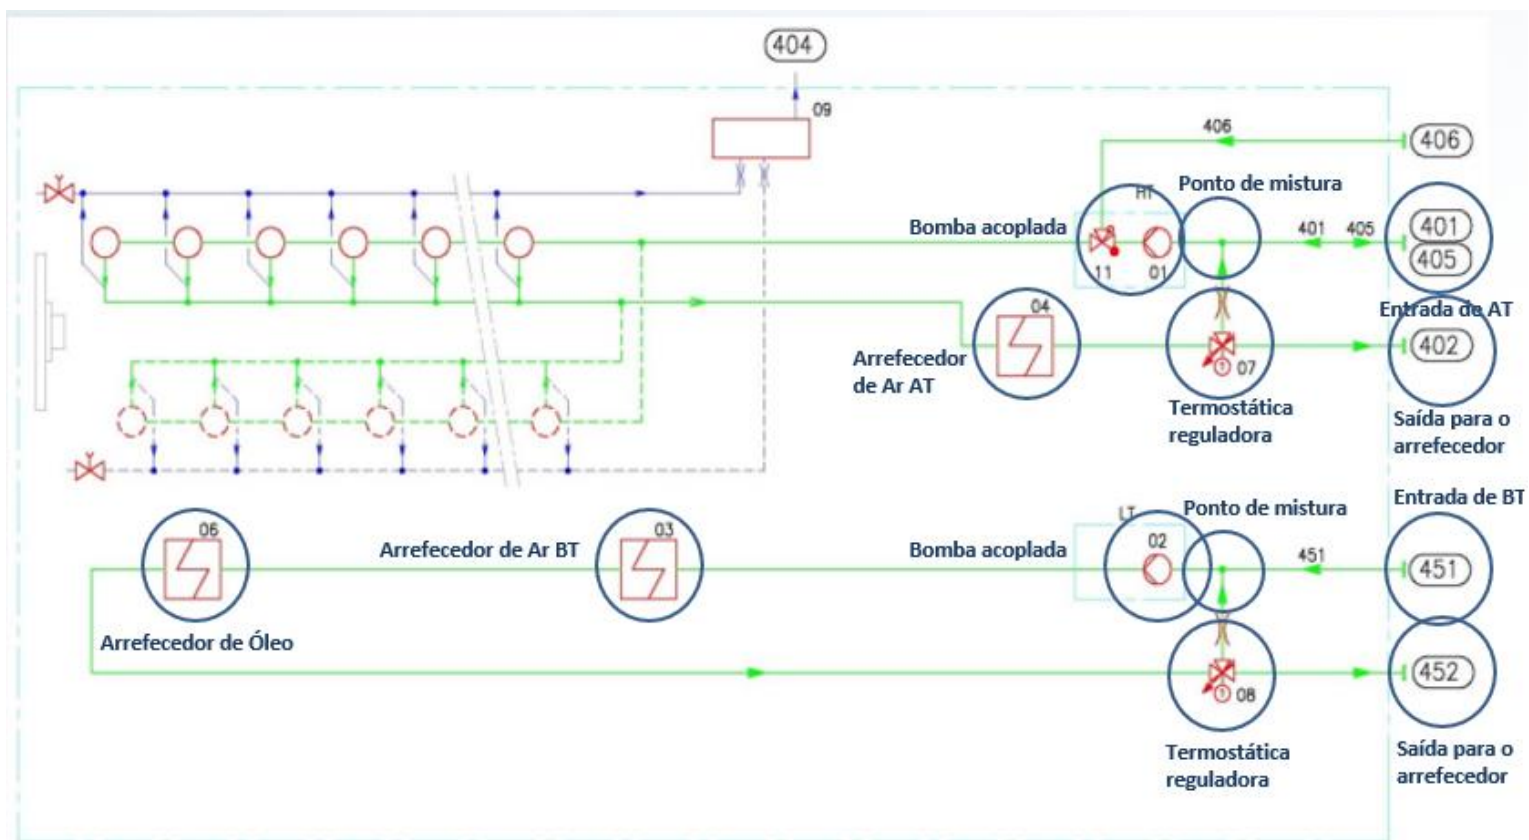 404
09
406
406
Ponto de mistura
HT
Bomba acoplada
401
405
401
405
11
01
Entrada de AT
04
402
Arrefecedor
de Ar AT
07
Termostática
reguladora
Saída para o
arrefecedor
Entrada de BT
Ponto de mistura
LT
06
03
02
Arrefecedor de Ar BT
Bomba acoplada
451
451
Arrefecedor de Óleo
452
08
Termostática
reguladora
Saída para o
arrefecedor